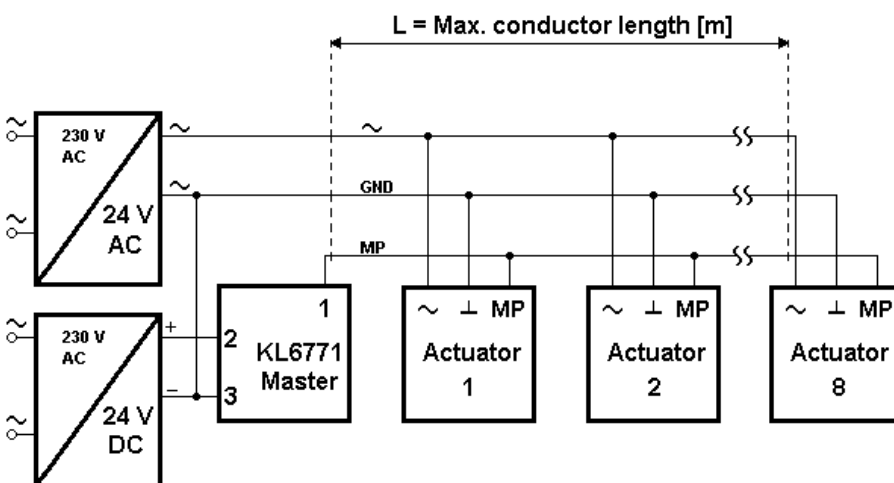 L = Max. conductor length [m]
~ 230 V
AC
~
24 V
AC
~
~
~
GND
MP
~ 230 V
AC
~
24 V
DC
+
–
1
2
3
KL6771
Master
~ ⊥ MP
Actuator
1
~ ⊥ MP
Actuator
2
~ ⊥ MP
Actuator
8